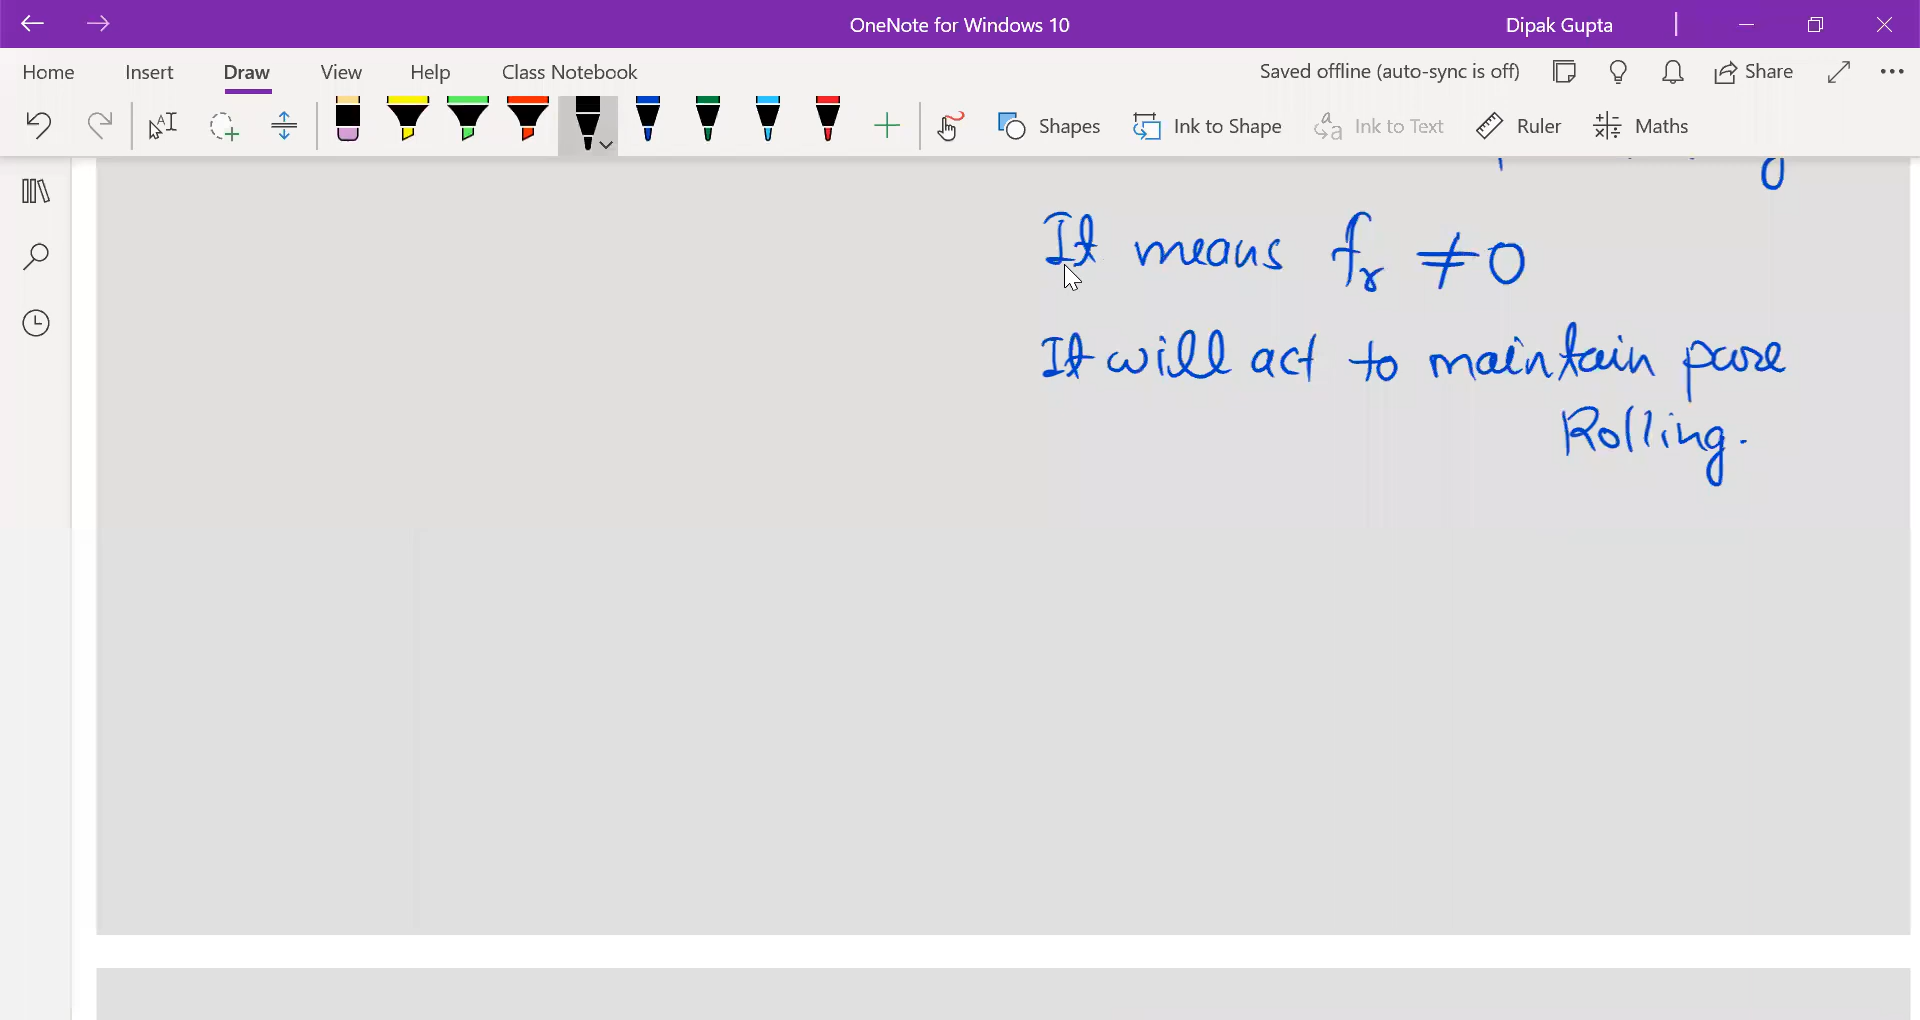 OneNote for Windows 10
Dipak Gupta
Home Insert Draw View Help Class Notebook
Saved offline (auto-sync is off) Share
Shapes Ink to Shape Ink to Text Ruler Maths
It means fr ≠ 0
It will act to maintain pure
Rolling.